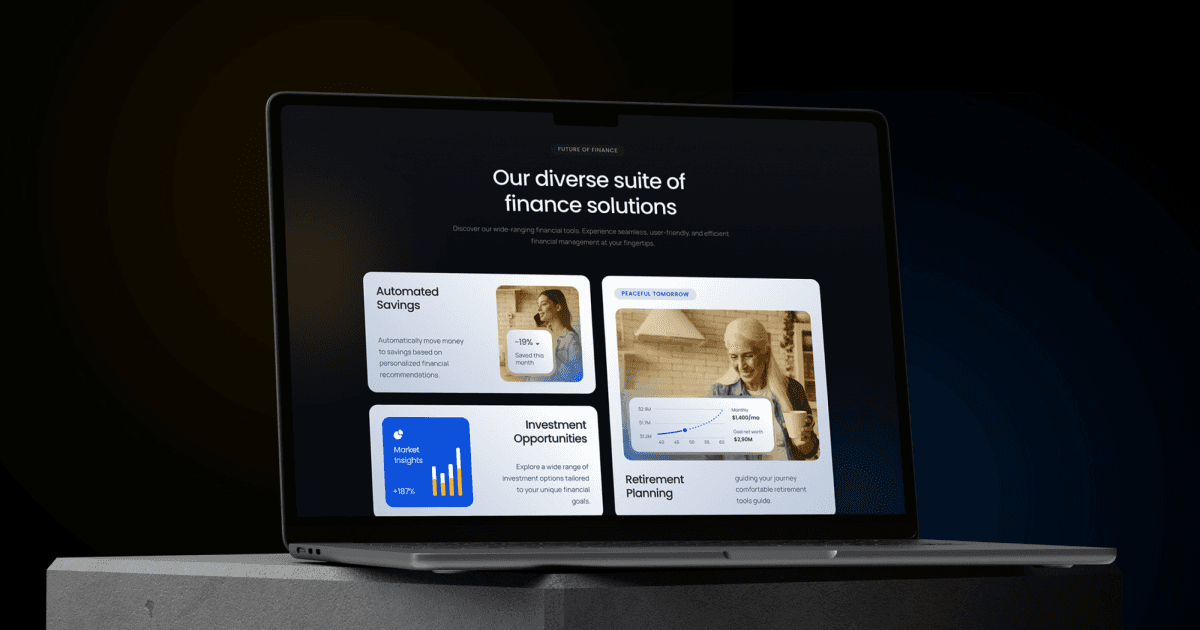 FUTURE OF FINANCE
Our diverse suite of
finance solutions
Discover our wide-ranging financial tools. Experience seamless, user-friendly, and efficient
financial management at your fingertips.
Automated
Savings
Automatically move money
to savings based on
personalized financial
recommendations.
-19%
Saved this
month
Market
Insights
+187%
Investment
Opportunities
Explore a wide range of
investment options tailored
to your unique financial
goals.
PEACEFUL TOMORROW
$2.9M
$1.7M
$1.2M
40 45 50 55 60
Monthly
$1,400/mo
Goal net worth
$2,90M
Retirement
Planning
guiding your journey
comfortable retirement
tools guide.